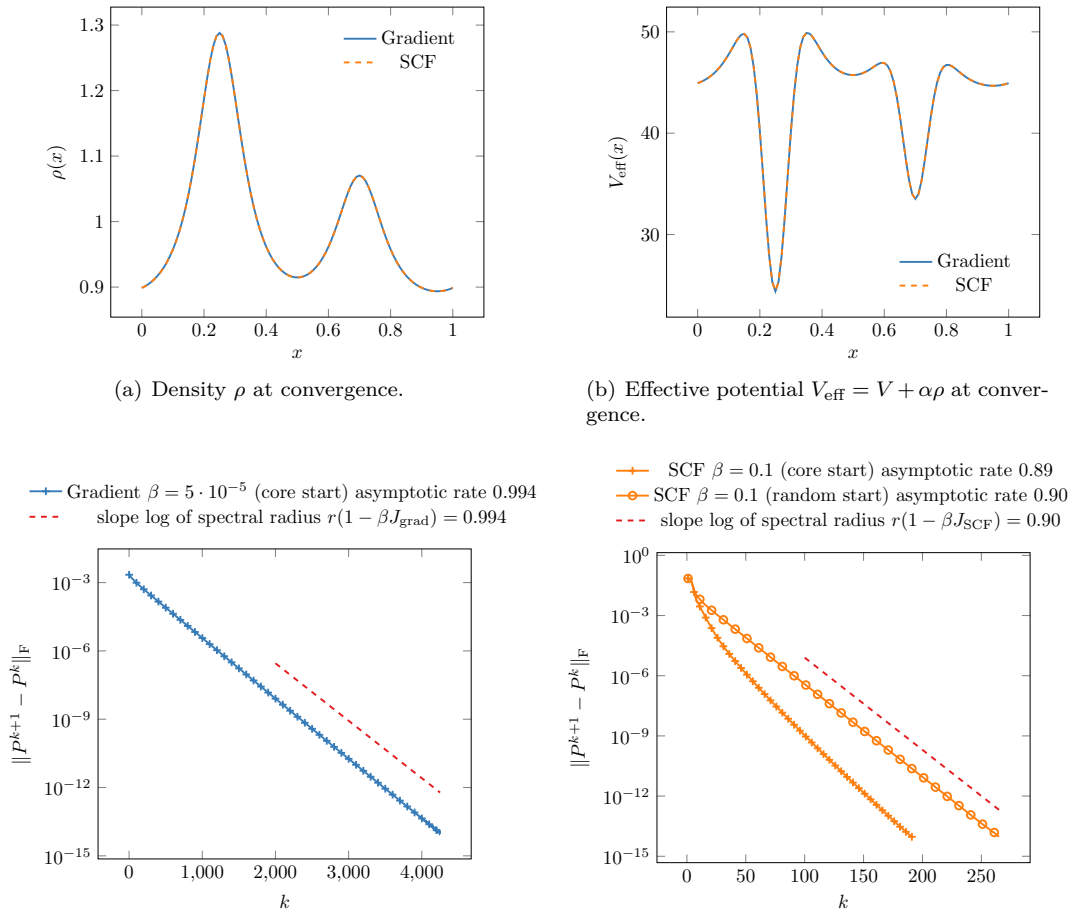 1.3
1.2
1.1
1
0.9
ρ(x)
Gradient
SCF
0 0.2 0.4 0.6 0.8 1
x
(a) Density ρ at convergence.
50
40
30
V_eff(x)
Gradient
SCF
0 0.2 0.4 0.6 0.8 1
x
(b) Effective potential V_eff = V + αρ at conver-
gence.
Gradient β = 5 · 10^−5 (core start) asymptotic rate 0.994
slope log of spectral radius r(1 − βJ_grad) = 0.994
10^−3
10^−6
10^−9
10^−12
10^−15
‖P^{k+1} − P^k‖_F
0 1,000 2,000 3,000 4,000
k
SCF β = 0.1 (core start) asymptotic rate 0.89
SCF β = 0.1 (random start) asymptotic rate 0.90
slope log of spectral radius r(1 − βJ_SCF) = 0.90
10^0
10^−3
10^−6
10^−9
10^−12
10^−15
‖P^{k+1} − P^k‖_F
0 50 100 150 200 250
k